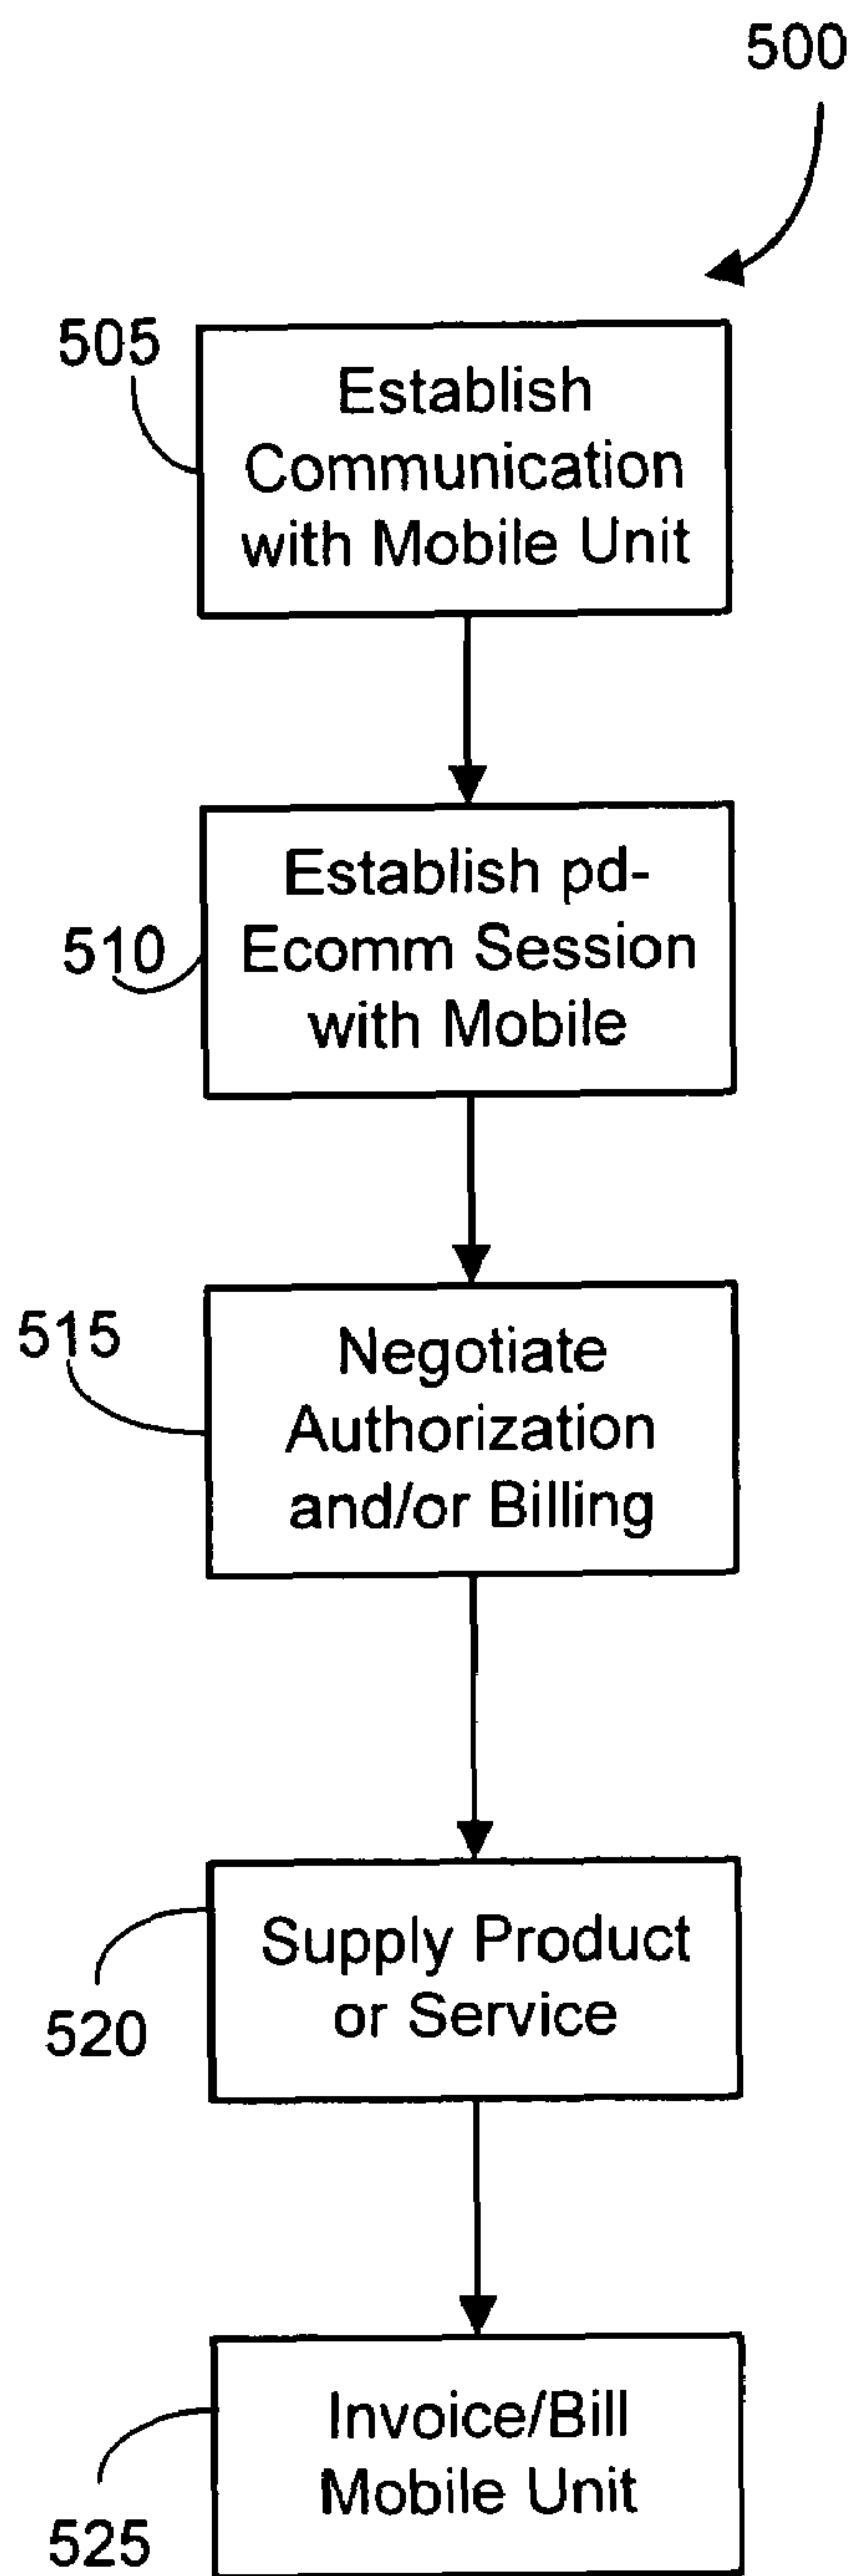 500
505
Establish
Communication
with Mobile Unit
510
Establish pd-
Ecomm Session
with Mobile
515
Negotiate
Authorization
and/or Billing
520
Supply Product
or Service
525
Invoice/Bill
Mobile Unit